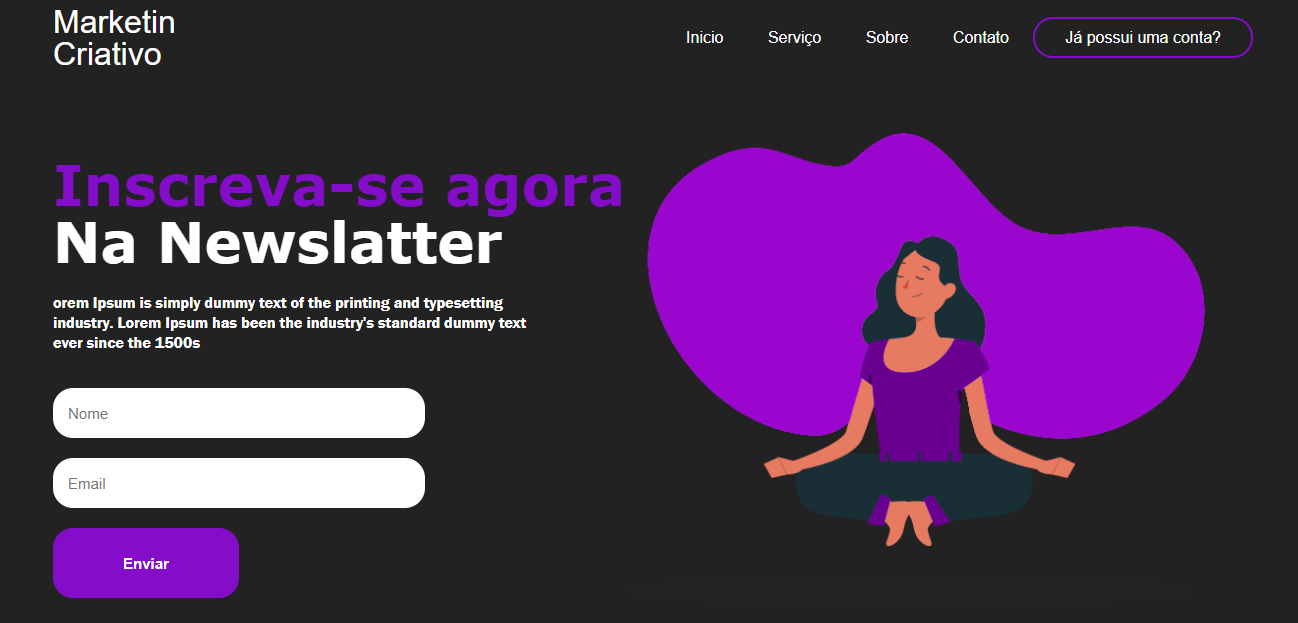 Marketin
Criativo
Inicio Serviço Sobre Contato Já possui uma conta?
Inscreva-se agora
Na Newslatter
orem Ipsum is simply dummy text of the printing and typesetting
industry. Lorem Ipsum has been the industry's standard dummy text
ever since the 1500s
Nome
Email
Enviar